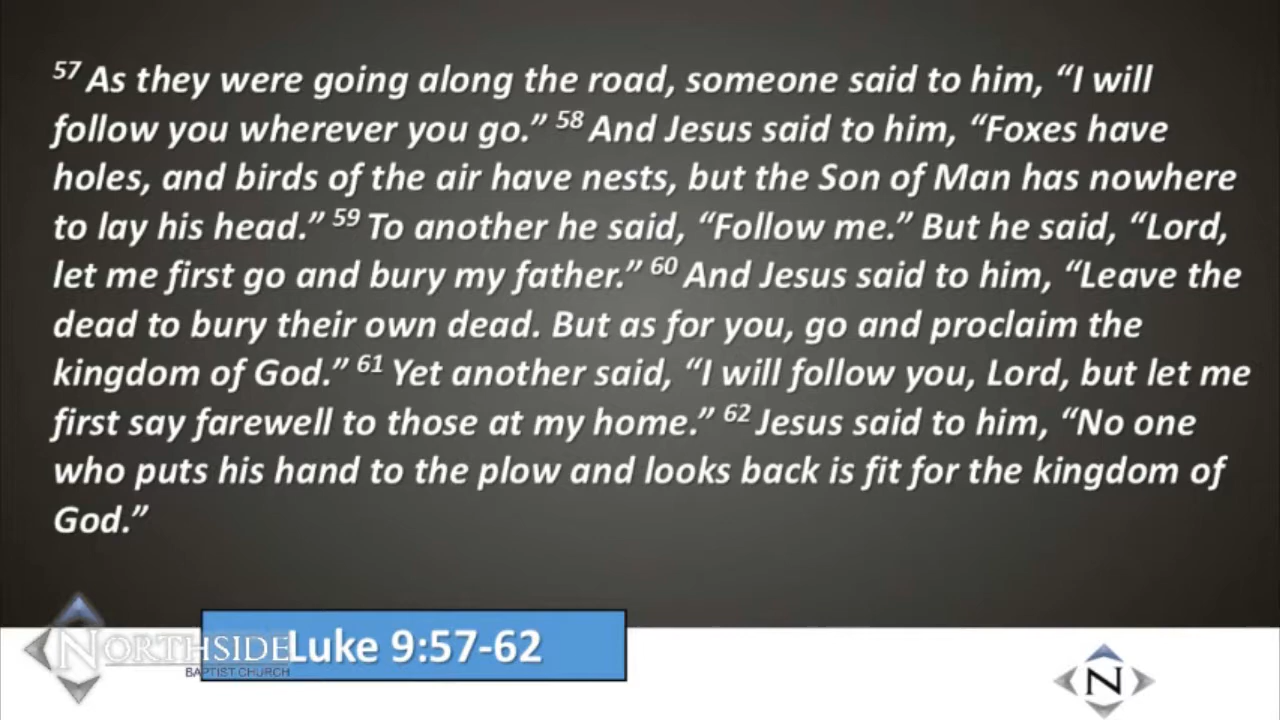 57 As they were going along the road, someone said to him, “I will
follow you wherever you go.” 58 And Jesus said to him, “Foxes have
holes, and birds of the air have nests, but the Son of Man has nowhere
to lay his head.” 59 To another he said, “Follow me.” But he said, “Lord,
let me first go and bury my father.” 60 And Jesus said to him, “Leave the
dead to bury their own dead. But as for you, go and proclaim the
kingdom of God.” 61 Yet another said, “I will follow you, Lord, but let me
first say farewell to those at my home.” 62 Jesus said to him, “No one
who puts his hand to the plow and looks back is fit for the kingdom of
God.”
NORTHSIDE
BAPTIST CHURCH
Luke 9:57-62
N